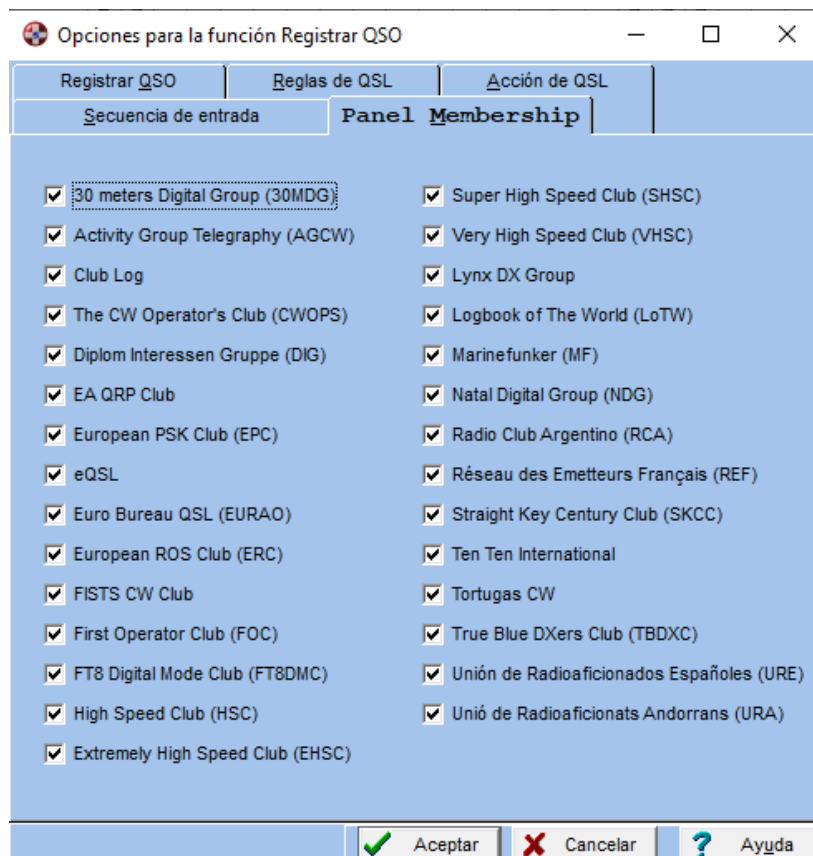 Opciones para la función Registrar QSO
Registrar QSO
Reglas de QSL
Acción de QSL
Secuencia de entrada
Panel Membership
30 meters Digital Group (30MDG)
Activity Group Telegraphy (AGCW)
Club Log
The CW Operator's Club (CWOPS)
Diplom Interessen Gruppe (DIG)
EA QRP Club
European PSK Club (EPC)
eQSL
Euro Bureau QSL (EURAO)
European ROS Club (ERC)
FISTS CW Club
First Operator Club (FOC)
FT8 Digital Mode Club (FT8DMC)
High Speed Club (HSC)
Extremely High Speed Club (EHSC)
Super High Speed Club (SHSC)
Very High Speed Club (VHSC)
Lynx DX Group
Logbook of The World (LoTW)
Marinefunker (MF)
Natal Digital Group (NDG)
Radio Club Argentino (RCA)
Réseau des Emetteurs Français (REF)
Straight Key Century Club (SKCC)
Ten Ten International
Tortugas CW
True Blue DXers Club (TBDXC)
Unión de Radioaficionados Españoles (URE)
Unió de Radioaficionats Andorrans (URA)
Aceptar
Cancelar
Ayuda